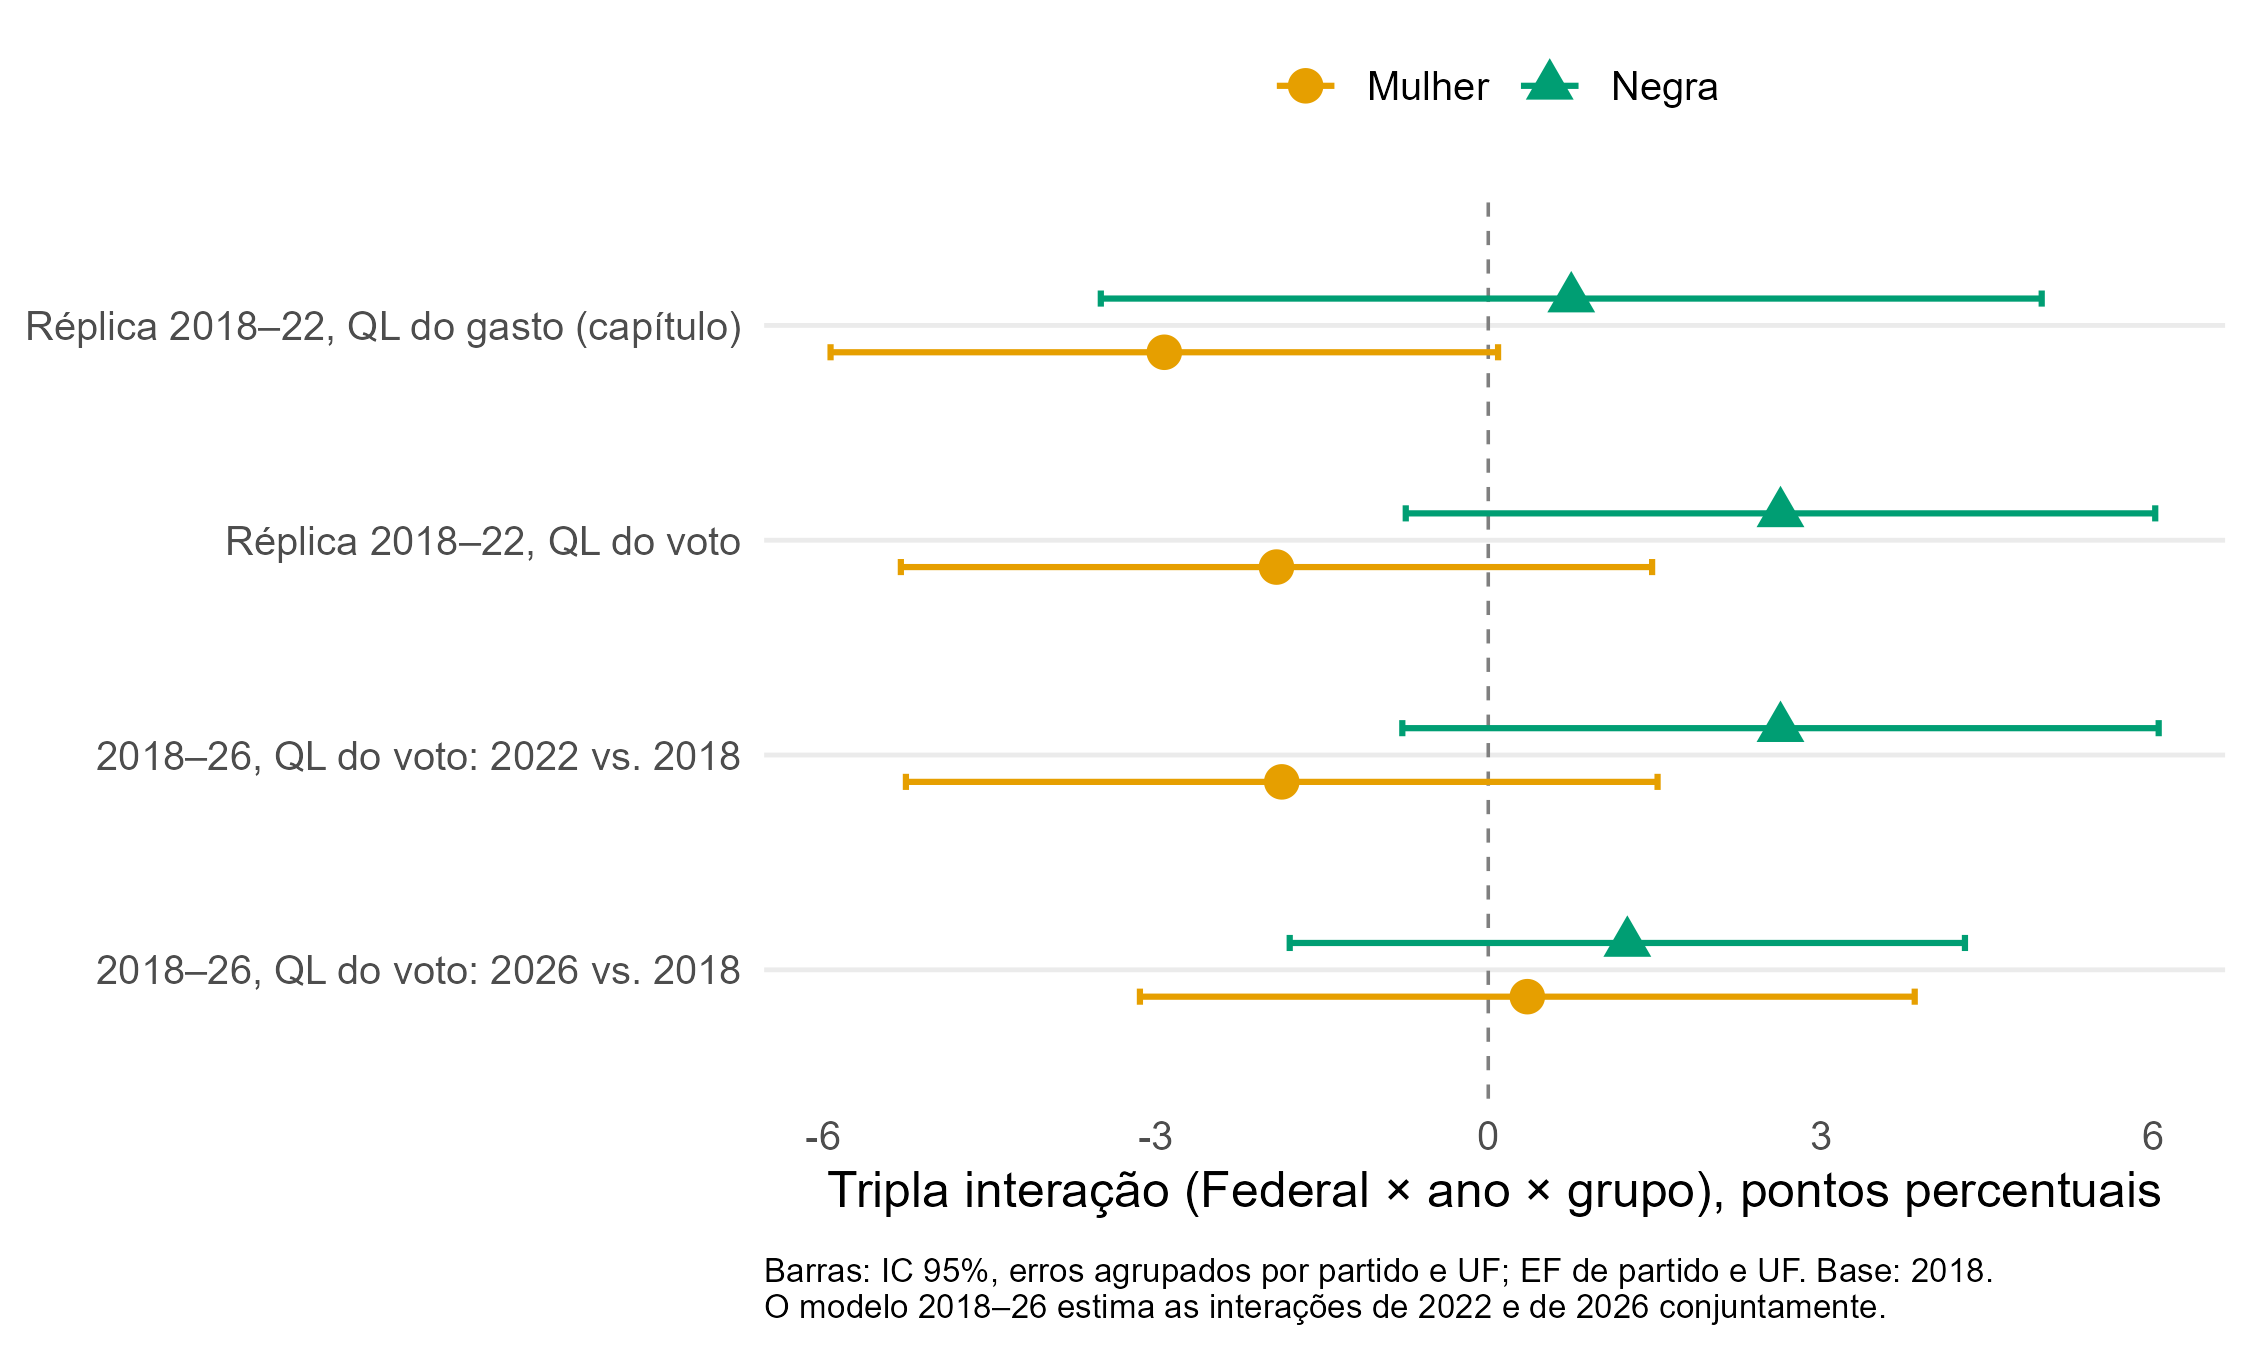 Mulher Negra
Réplica 2018–22, QL do gasto (capítulo)
Réplica 2018–22, QL do voto
2018–26, QL do voto: 2022 vs. 2018
2018–26, QL do voto: 2026 vs. 2018
-6 -3 0 3 6
Tripla interação (Federal × ano × grupo), pontos percentuais
Barras: IC 95%, erros agrupados por partido e UF; EF de partido e UF. Base: 2018.
O modelo 2018–26 estima as interações de 2022 e de 2026 conjuntamente.